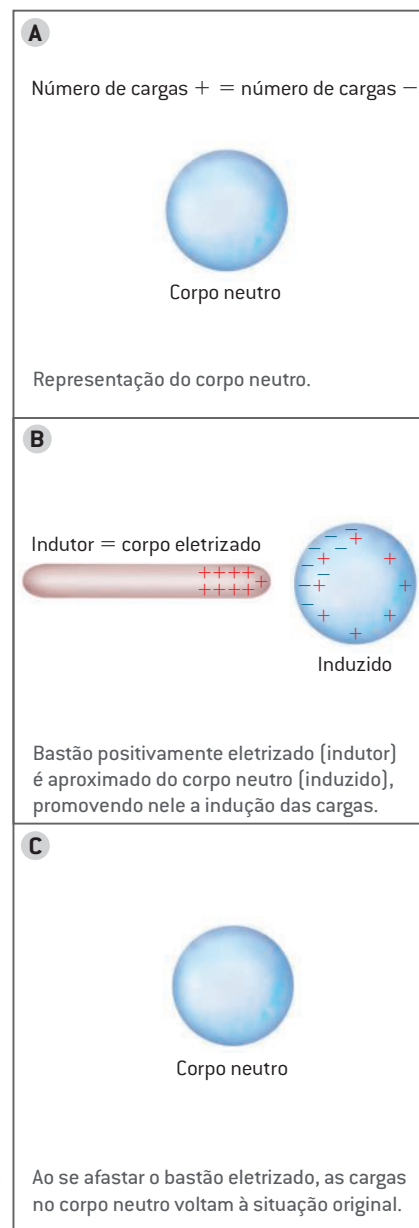 A
Número de cargas + = número de cargas −
Corpo neutro
Representação do corpo neutro.
B
Indutor = corpo eletrizado
Induzido
Bastão positivamente eletrizado (indutor)
é aproximado do corpo neutro (induzido),
promovendo nele a indução das cargas.
C
Corpo neutro
Ao se afastar o bastão eletrizado, as cargas
no corpo neutro voltam à situação original.